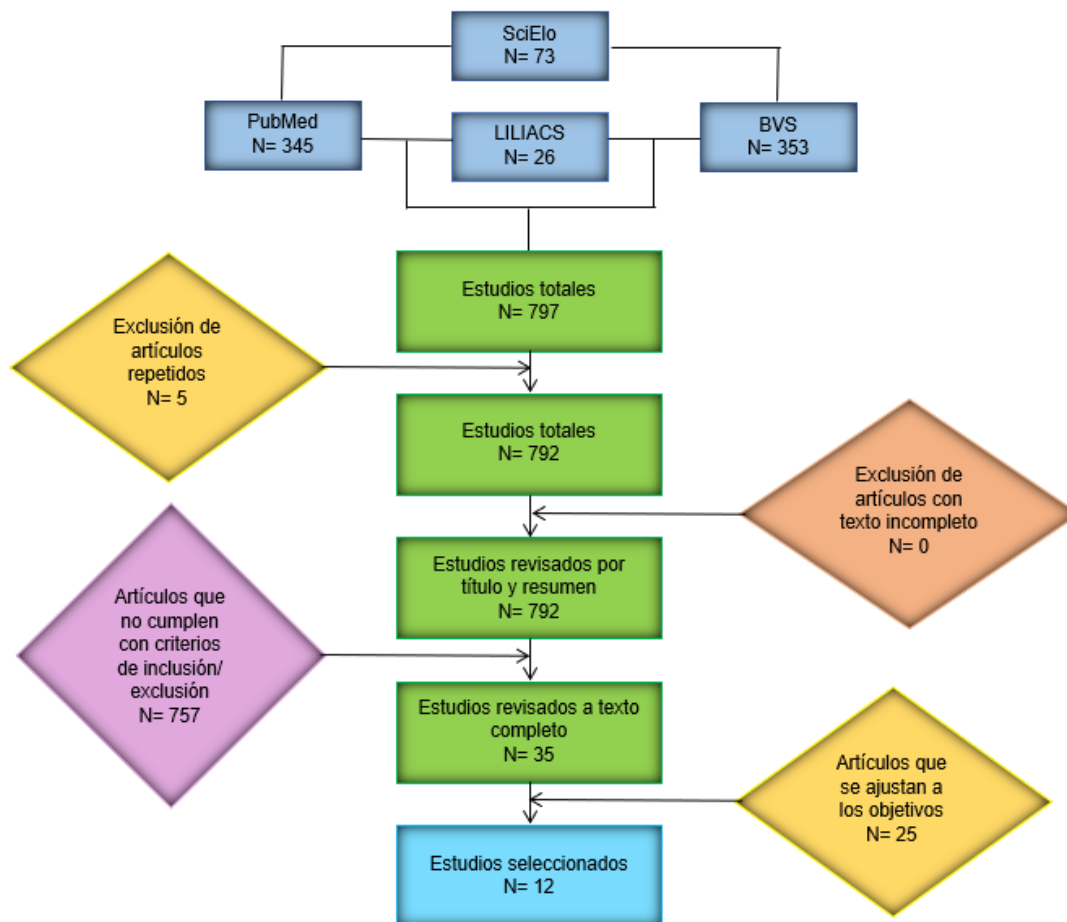 SciElo
N= 73
PubMed
N= 345
LILIACS
N= 26
BVS
N= 353
Estudios totales
N= 797
Exclusión de
artículos
repetidos
N= 5
Estudios totales
N= 792
Exclusión de
artículos con
texto incompleto
N= 0
Estudios revisados por
título y resumen
N= 792
Artículos que
no cumplen
con criterios
de inclusión/
exclusión
N= 757
Estudios revisados a texto
completo
N= 35
Artículos que
se ajustan a
los objetivos
N= 25
Estudios seleccionados
N= 12